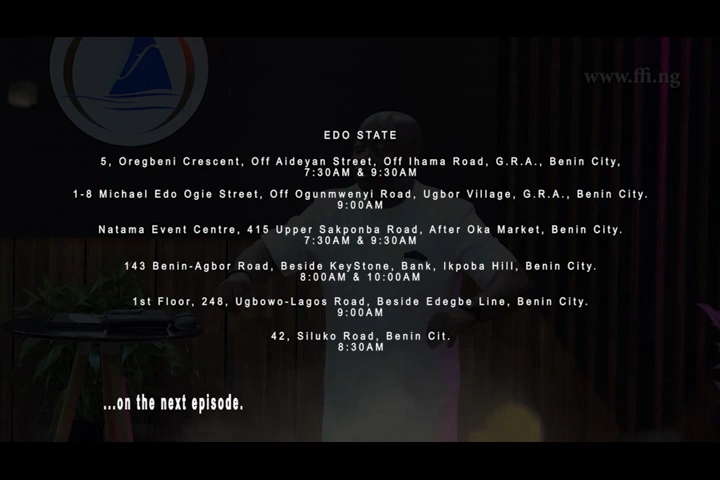 www.ffi.ng
EDO STATE
5, Oregbeni Crescent, Off Aideyan Street, Off Ihama Road, G.R.A., Benin City,
7:30AM & 9:30AM
1-8 Michael Edo Ogie Street, Off Ogunmwenyi Road, Ugbor Village, G.R.A., Benin City.
9:00AM
Natama Event Centre, 415 Upper Sakponba Road, After Oka Market, Benin City.
7:30AM & 9:30AM
143 Benin-Agbor Road, Beside KeyStone, Bank, Ikpoba Hill, Benin City.
8:00AM & 10:00AM
1st Floor, 248, Ugbowo-Lagos Road, Beside Edegbe Line, Benin City.
9:00AM
42, Siluko Road, Benin Cit.
8:30AM
...on the next episode.